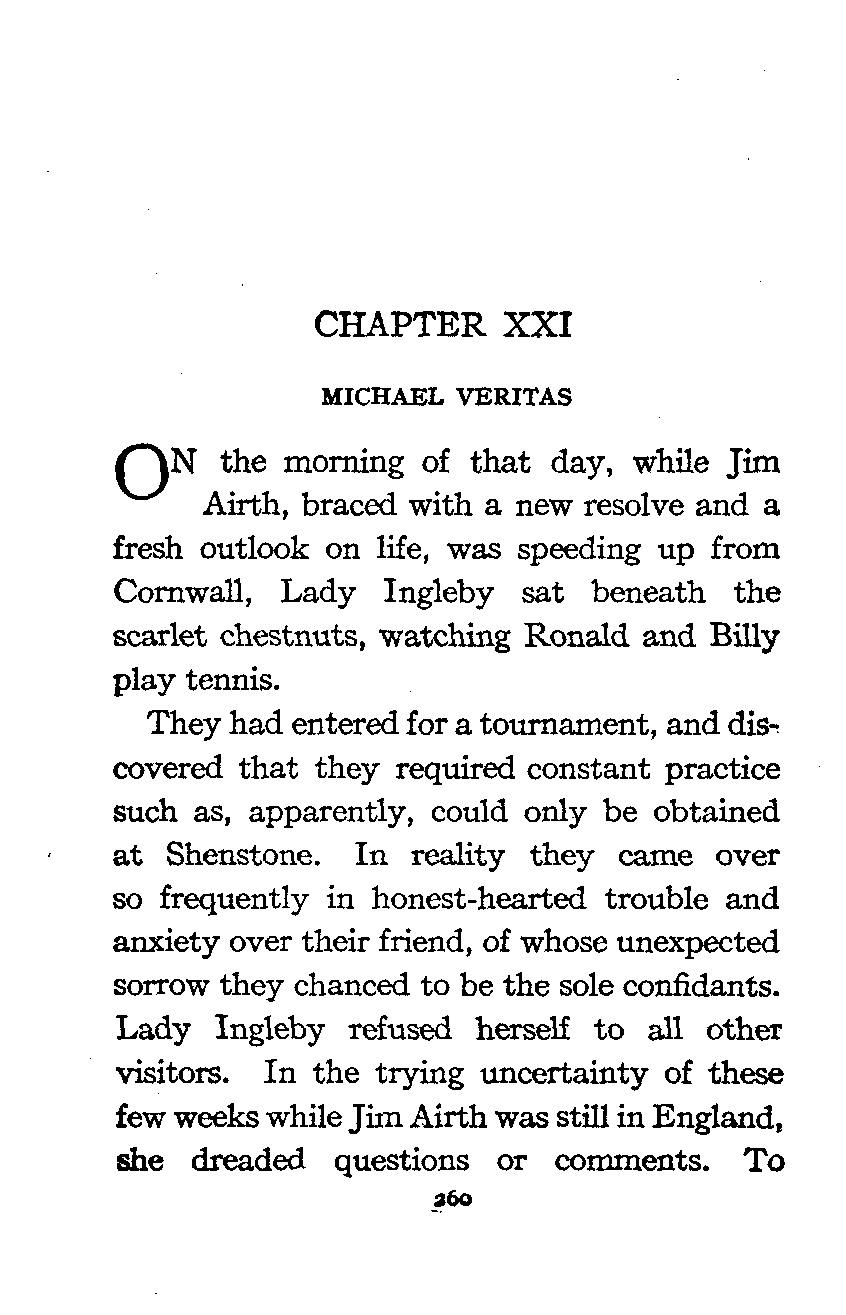 CHAPTER XXI
MICHAEL VERITAS
ON the morning of that day, while Jim
Airth, braced with a new resolve and a
fresh outlook on life, was speeding up from
Cornwall, Lady Ingleby sat beneath the
scarlet chestnuts, watching Ronald and Billy
play tennis.
They had entered for a tournament, and dis-
covered that they required constant practice
such as, apparently, could only be obtained
at Shenstone. In reality they came over
so frequently in honest-hearted trouble and
anxiety over their friend, of whose unexpected
sorrow they chanced to be the sole confidants.
Lady Ingleby refused herself to all other
visitors. In the trying uncertainty of these
few weeks while Jim Airth was still in England,
she dreaded questions or comments. To
260